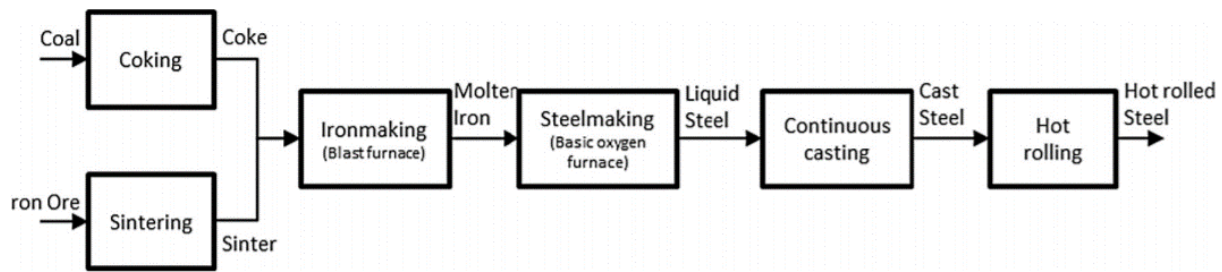 Coal
Coking
Coke
ron Ore
Sintering
Sinter
Ironmaking
(Blast furnace)
Molten
Iron
Steelmaking
(Basic oxygen
furnace)
Liquid
Steel
Continuous
casting
Cast
Steel
Hot
rolling
Hot rolled
Steel